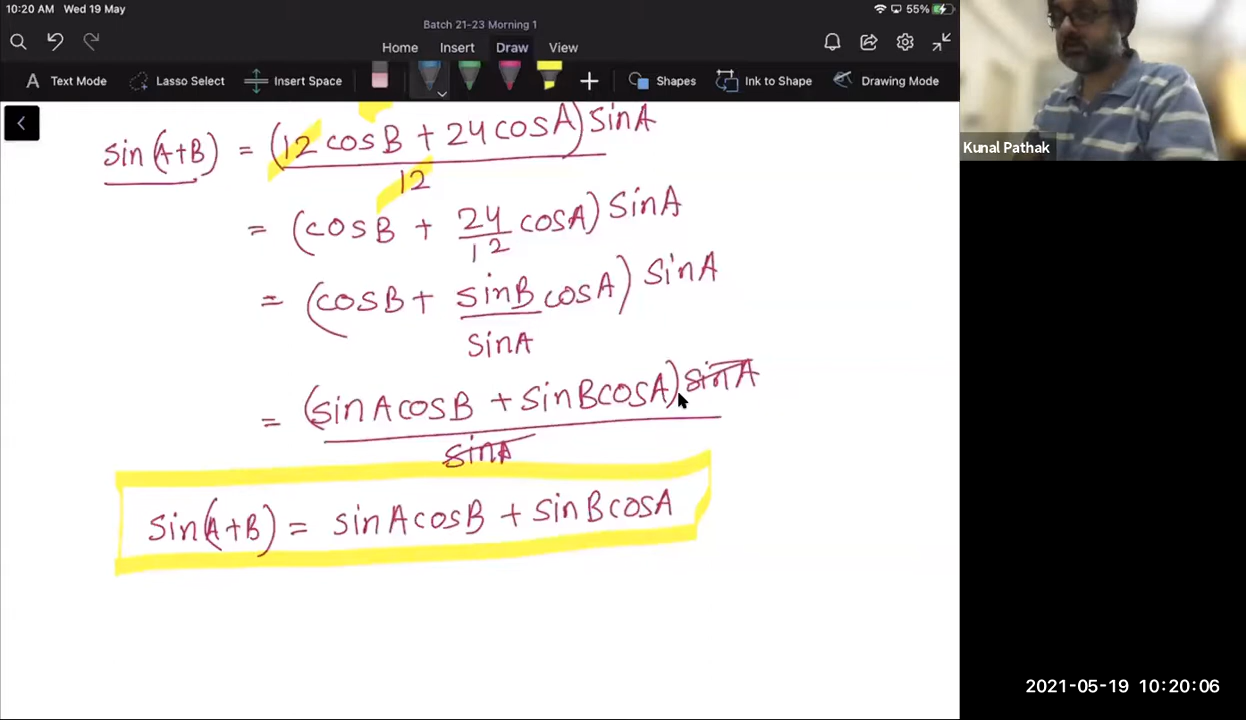 10:20 AM Wed 19 May
55%
Batch 21-23 Morning 1
Home Insert Draw View
Text Mode Lasso Select Insert Space Shapes Ink to Shape Drawing Mode
sin(A+B) = (12 cosB + 24 cosA) sinA
12
= (cosB + 24 cosA) sinA
12
= (cosB + sinB cosA) sinA
sinA
= (sinAcosB + sinBcosA) sinA
sinA
sin(A+B) = sinAcosB + sinBcosA
Kunal Pathak
2021-05-19 10:20:06